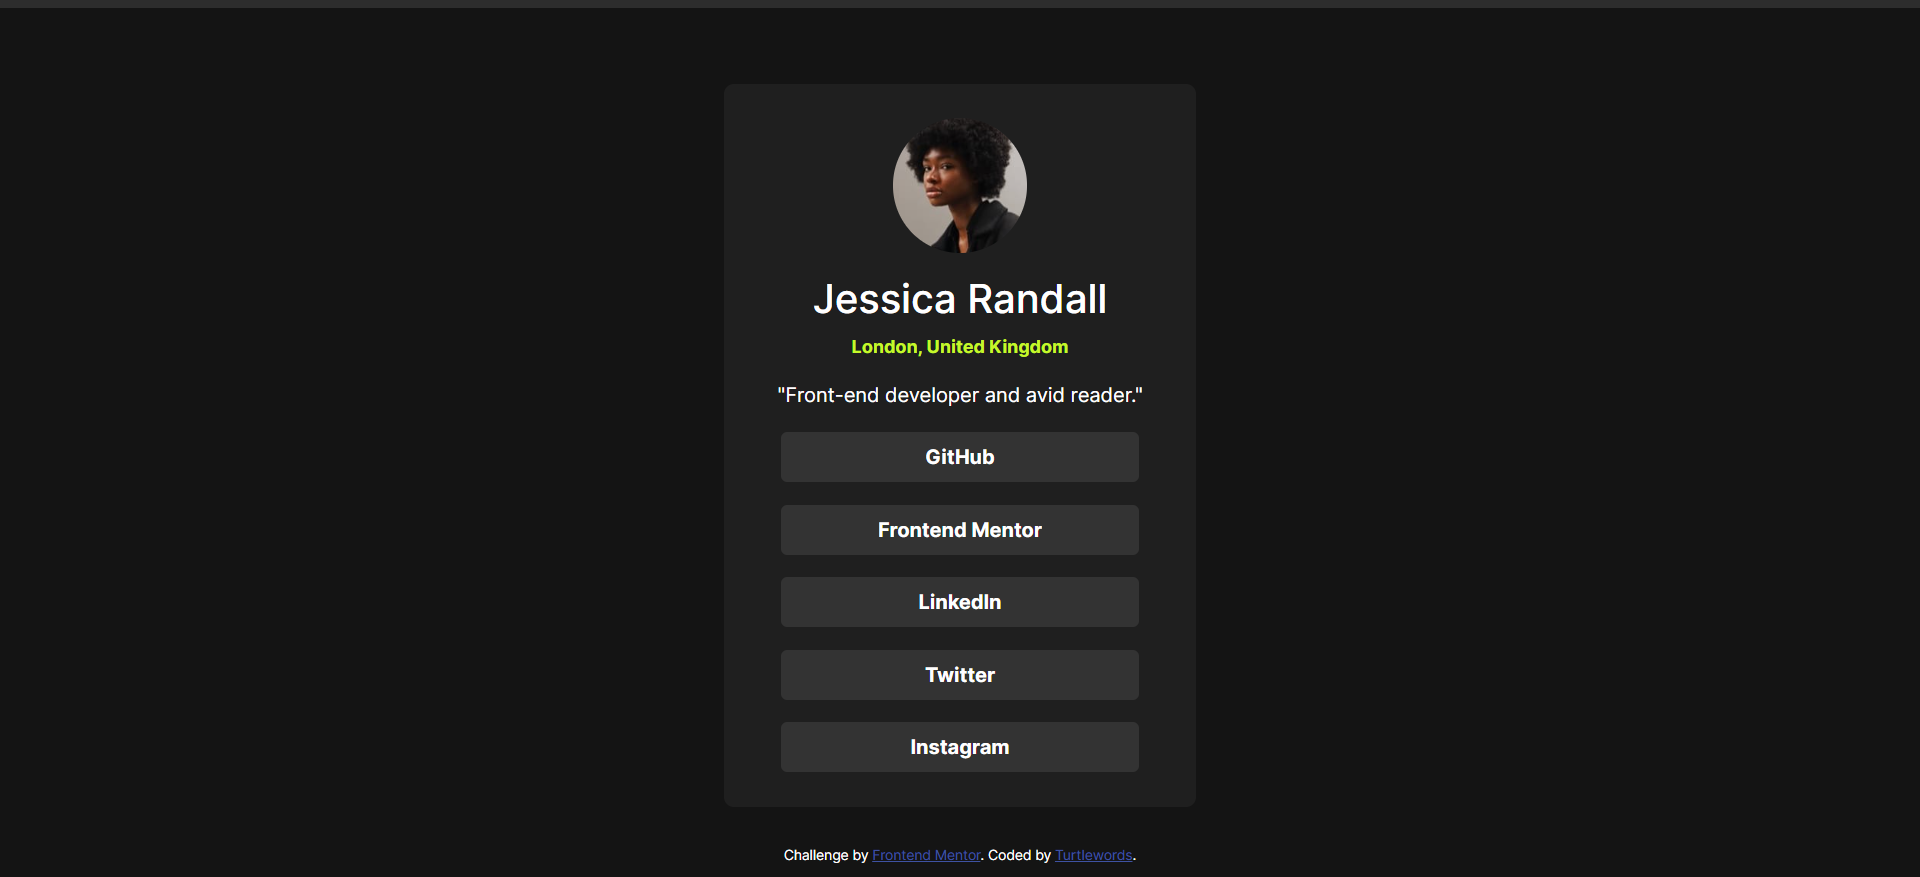 Jessica Randall
London, United Kingdom
"Front-end developer and avid reader."
GitHub
Frontend Mentor
LinkedIn
Twitter
Instagram
Challenge by Frontend Mentor. Coded by Turtlewords.